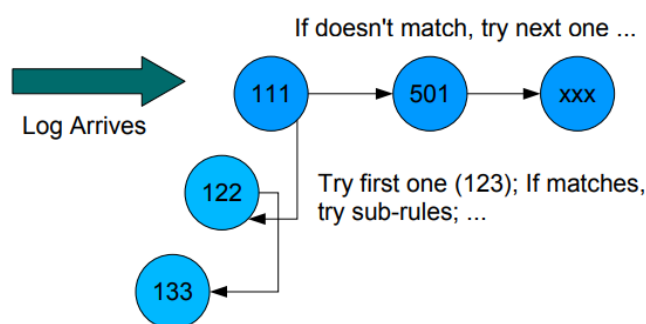 If doesn't match, try next one ...
111
501
xxx
Log Arrives
122
Try first one (123); If matches,
try sub-rules; ...
133